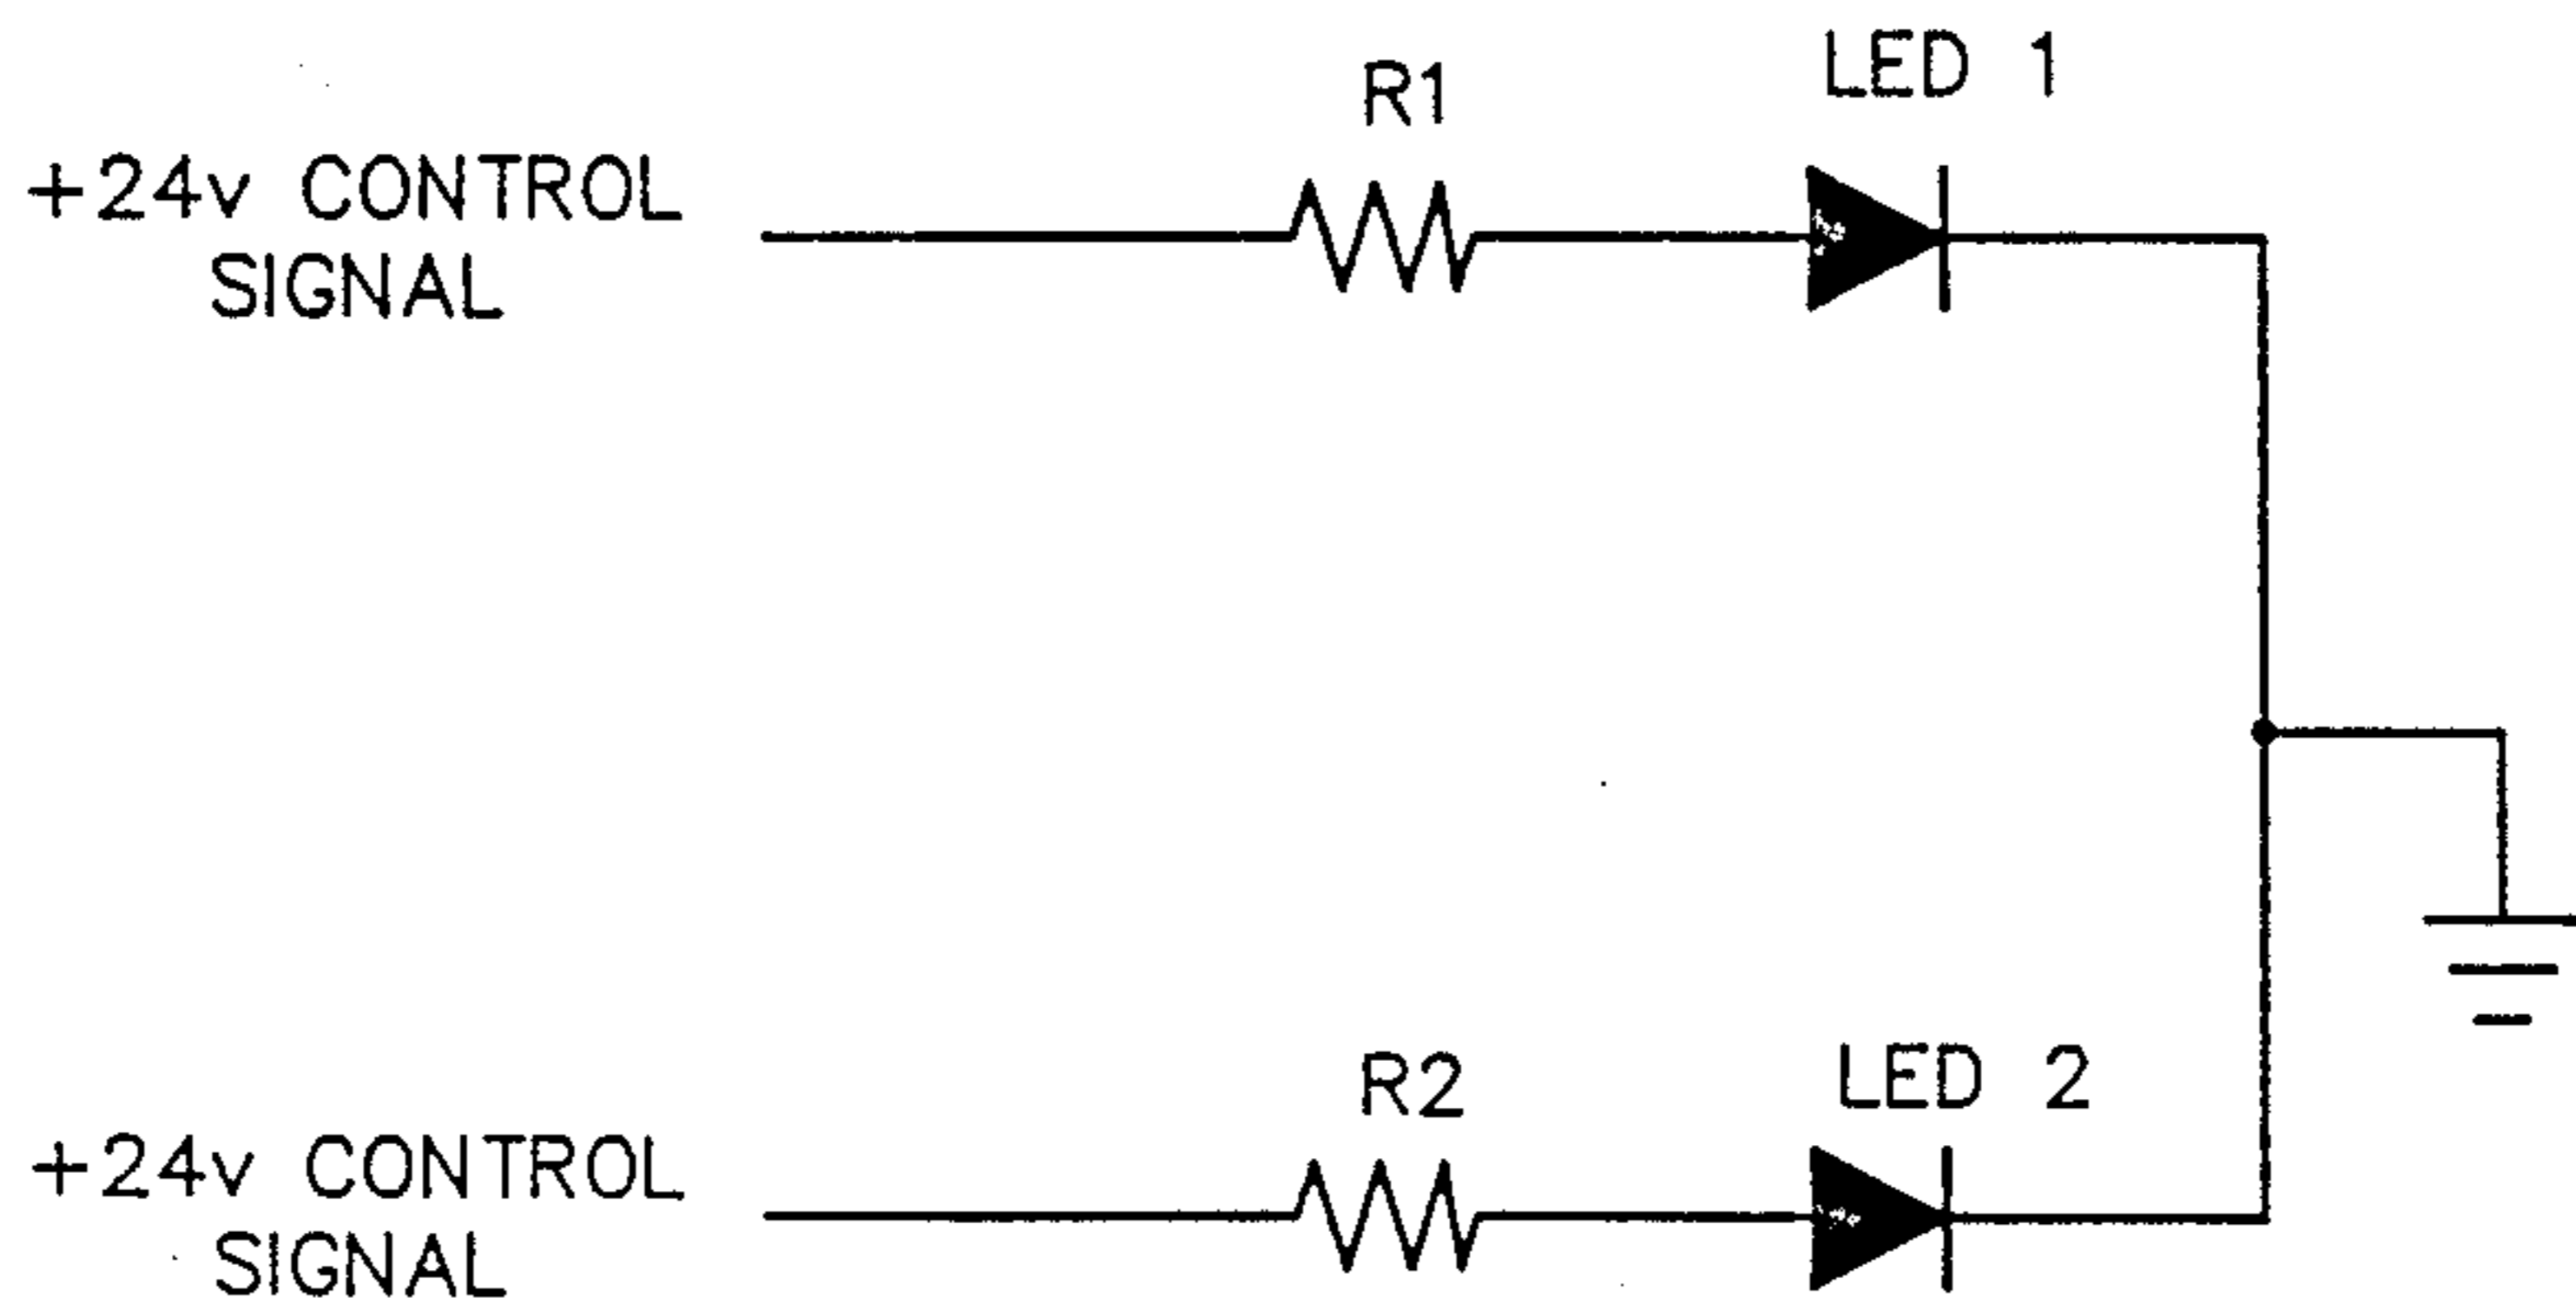 LED 1
R1
+24v CONTROL
SIGNAL
R2
LED 2
+24v CONTROL
SIGNAL